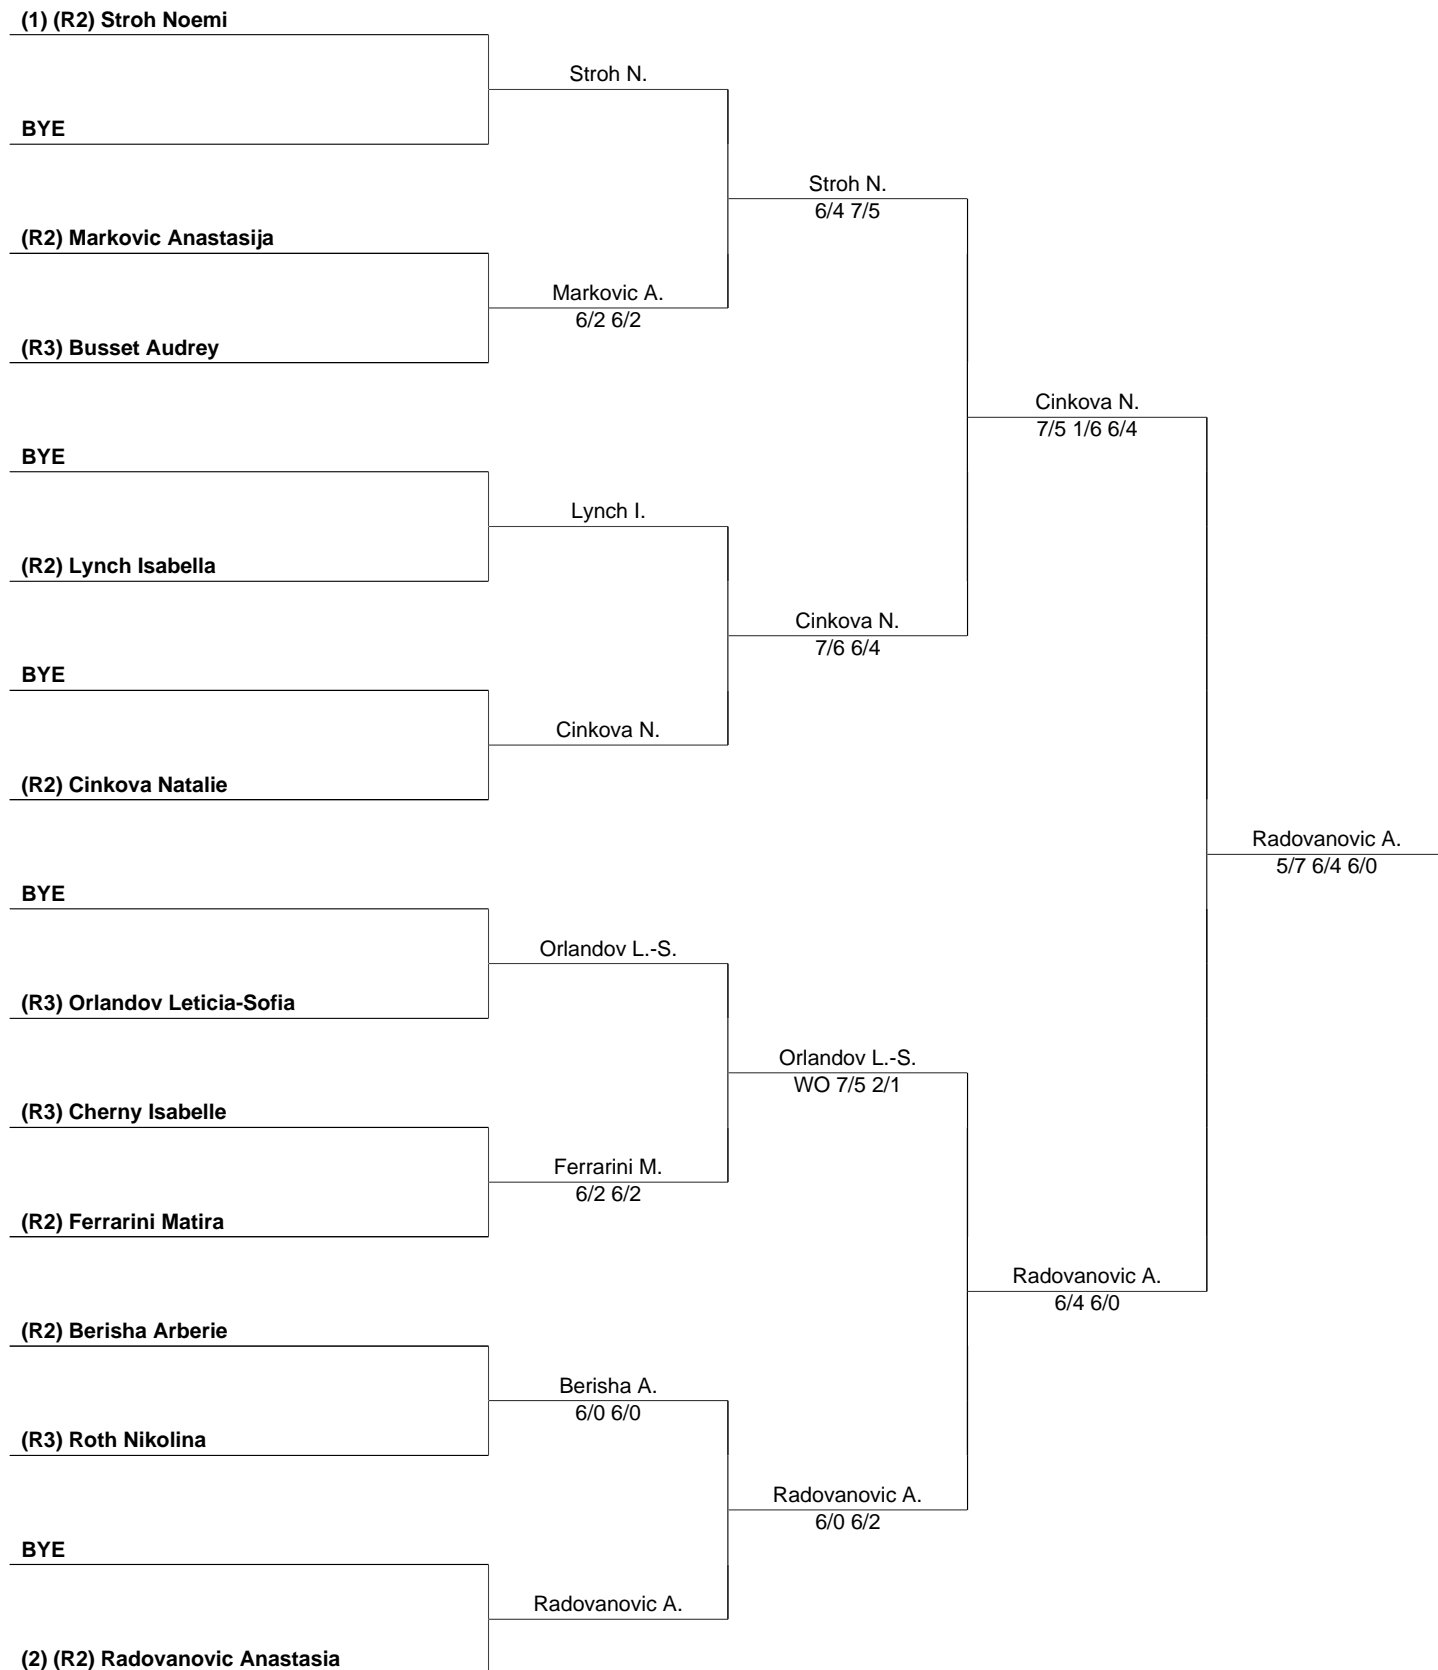 (1) (R2) Stroh Noemi
Stroh N.
BYE
Stroh N.
6/4 7/5
(R2) Markovic Anastasija
Markovic A.
6/2 6/2
(R3) Busset Audrey
Cinkova N.
7/5 1/6 6/4
BYE
Lynch I.
(R2) Lynch Isabella
Cinkova N.
7/6 6/4
BYE
Cinkova N.
(R2) Cinkova Natalie
Radovanovic A.
5/7 6/4 6/0
BYE
Orlandov L.-S.
(R3) Orlandov Leticia-Sofia
Orlandov L.-S.
WO 7/5 2/1
(R3) Cherny Isabelle
Ferrarini M.
6/2 6/2
(R2) Ferrarini Matira
Radovanovic A.
6/4 6/0
(R2) Berisha Arberie
Berisha A.
6/0 6/0
(R3) Roth Nikolina
Radovanovic A.
6/0 6/2
BYE
Radovanovic A.
(2) (R2) Radovanovic Anastasia